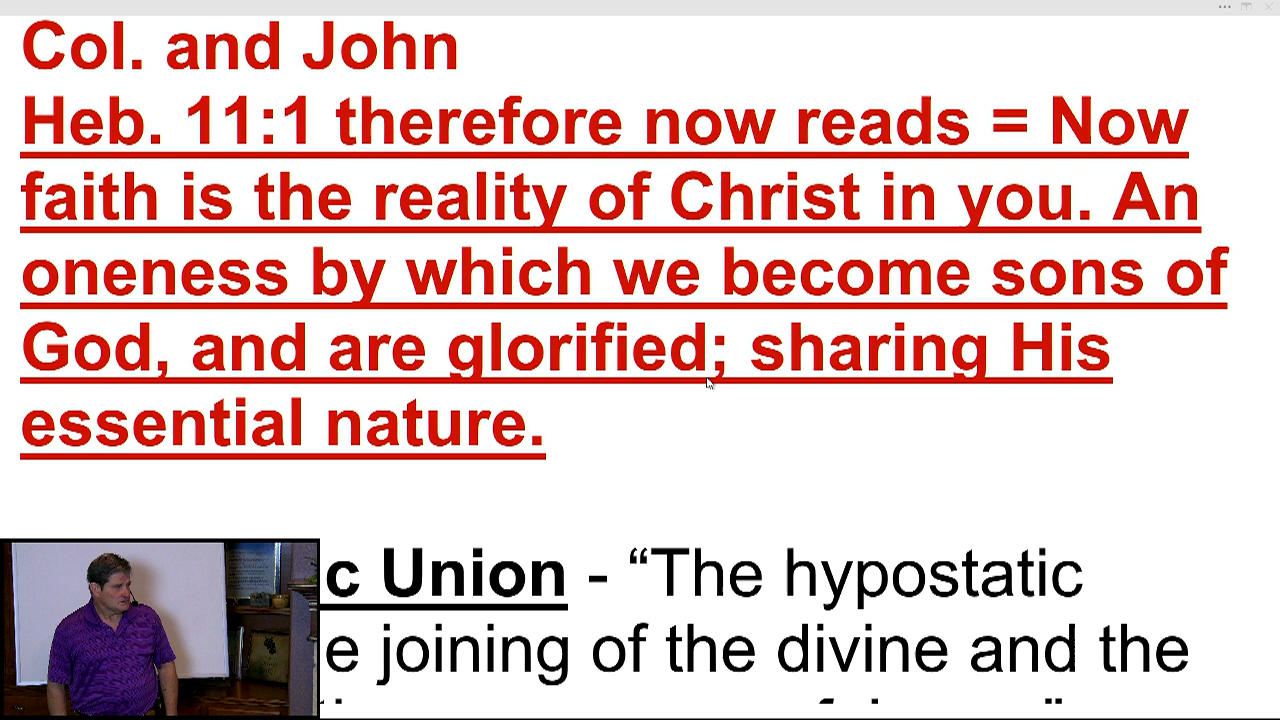 Col. and John
Heb. 11:1 therefore now reads = Now
faith is the reality of Christ in you. An
oneness by which we become sons of
God, and are glorified; sharing His
essential nature.
c Union - “The hypostatic
e joining of the divine and the